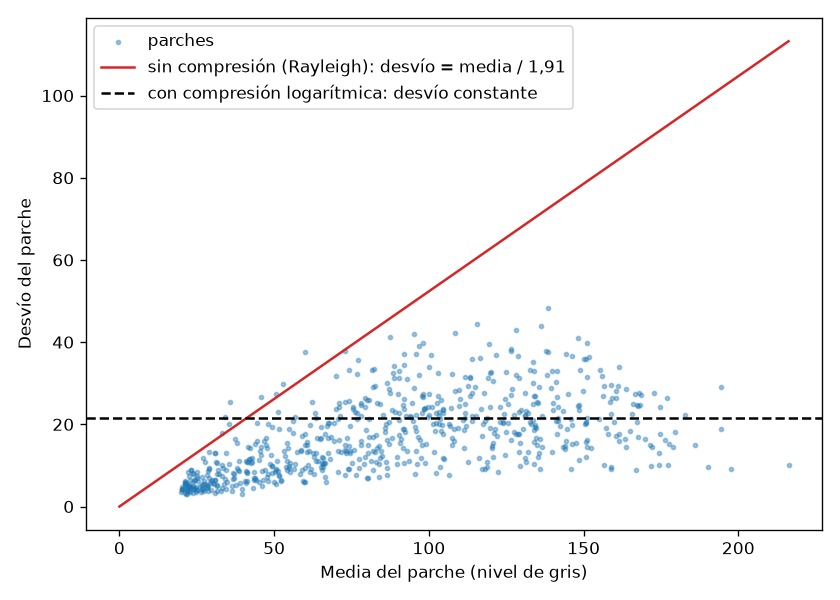 parches
sin compresión (Rayleigh): desvío = media / 1,91
con compresión logarítmica: desvío constante
100
80
60
40
20
0
Desvío del parche
0 50 100 150 200
Media del parche (nivel de gris)